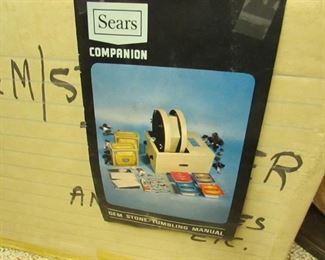 Sears
COMPANION
GEM STONE-TUMBLING MANUAL
M/S
ER
AN
ES
ETC.